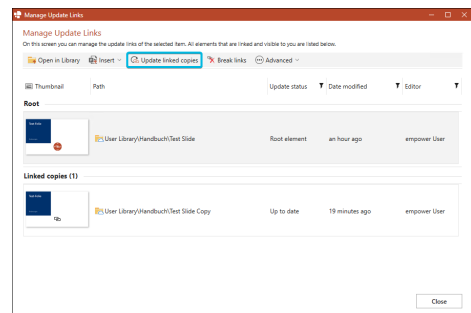 Manage Update Links
Manage Update Links
On this screen you can manage the update links of the selected item. All elements that are linked and visible to you are listed below.
Open in Library Insert Update linked copies Break links Advanced
Thumbnail Path Update status Date modified Editor
Root
User Library\Handbuch\Test Slide Root element an hour ago empower User
Linked copies (1)
User Library\Handbuch\Test Slide Copy Up to date 19 minutes ago empower User
Close